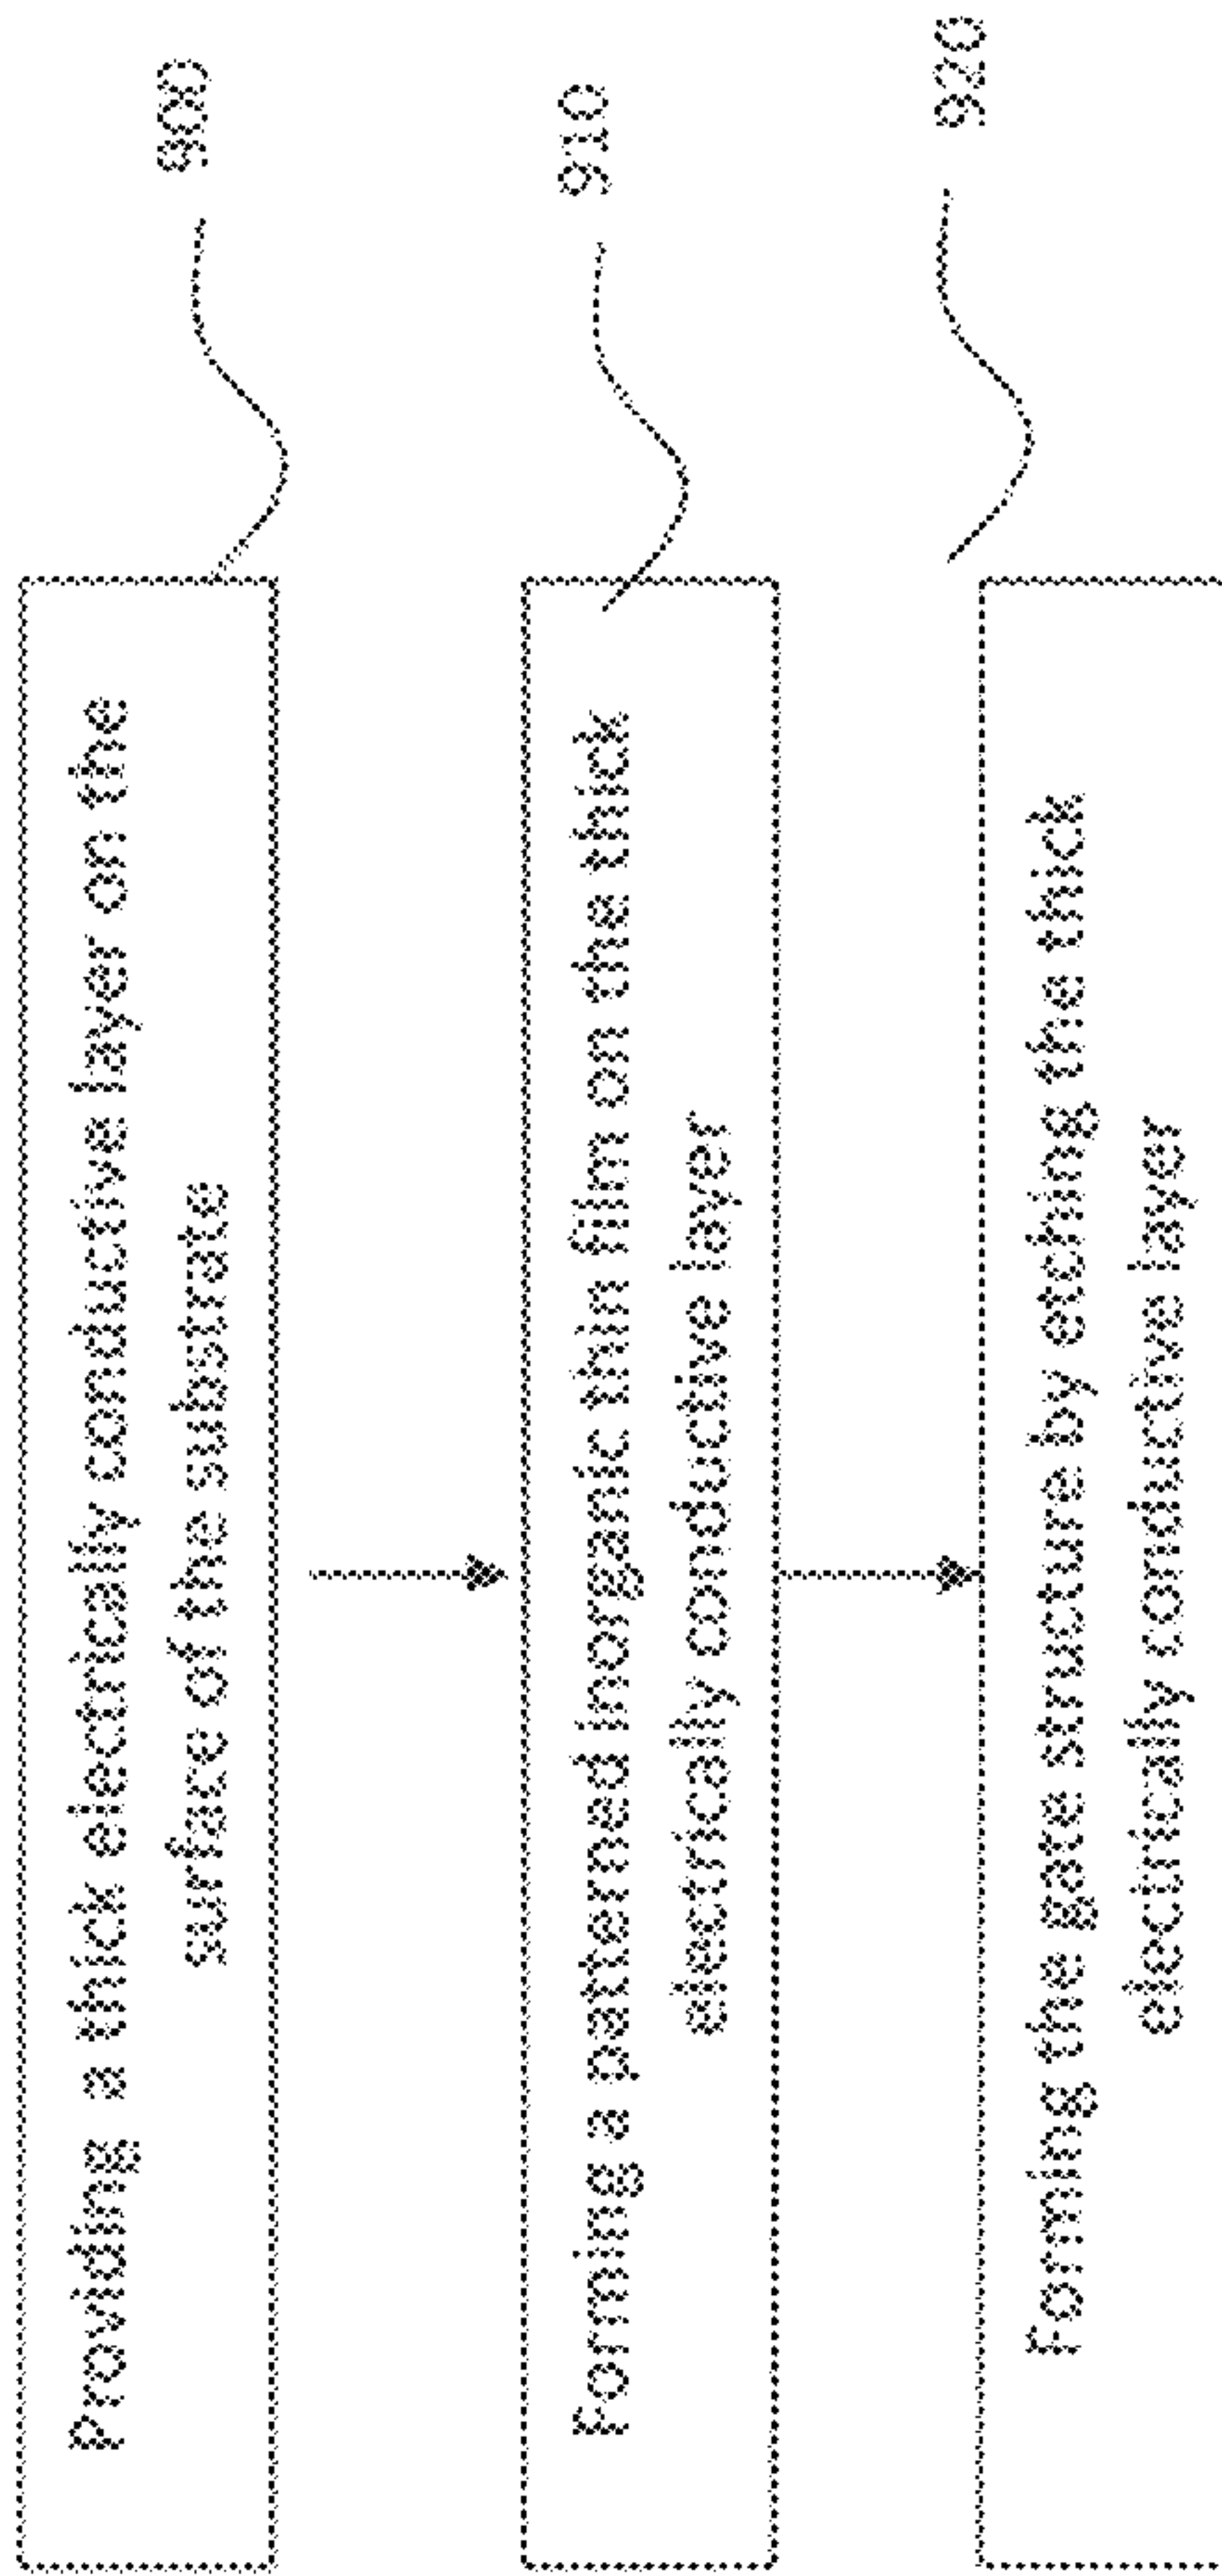 Providing a thick electrically conductive layer on the
surface of the substrate
900
Forming a patterned inorganic thin film on the thick
electrically conductive layer
910
Forming the gate structure by etching the thick
electrically conductive layer
920